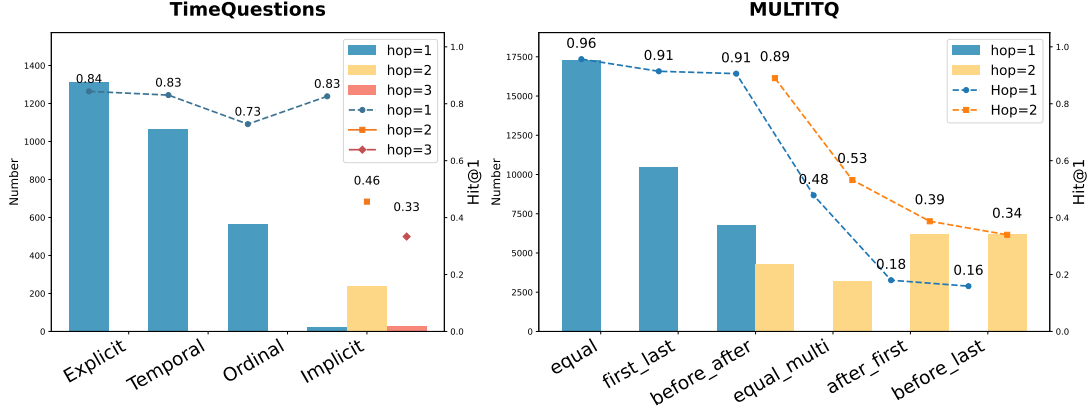 TimeQuestions
1400
1200
1000
800
600
400
200
0
Number
1.0
0.8
0.6
0.4
0.2
0.0
Hit@1
0.84
0.83
0.73
0.83
0.46
0.33
hop=1
hop=2
hop=3
hop=1
hop=2
hop=3
Explicit
Temporal
Ordinal
Implicit
MULTITQ
17500
15000
12500
10000
7500
5000
2500
0
Number
1.0
0.8
0.6
0.4
0.2
0.0
Hit@1
0.96
0.91
0.91
0.89
0.48
0.53
0.18
0.39
0.16
0.34
hop=1
hop=2
Hop=1
Hop=2
equal
first_last
before_after
equal_multi
after_first
before_last